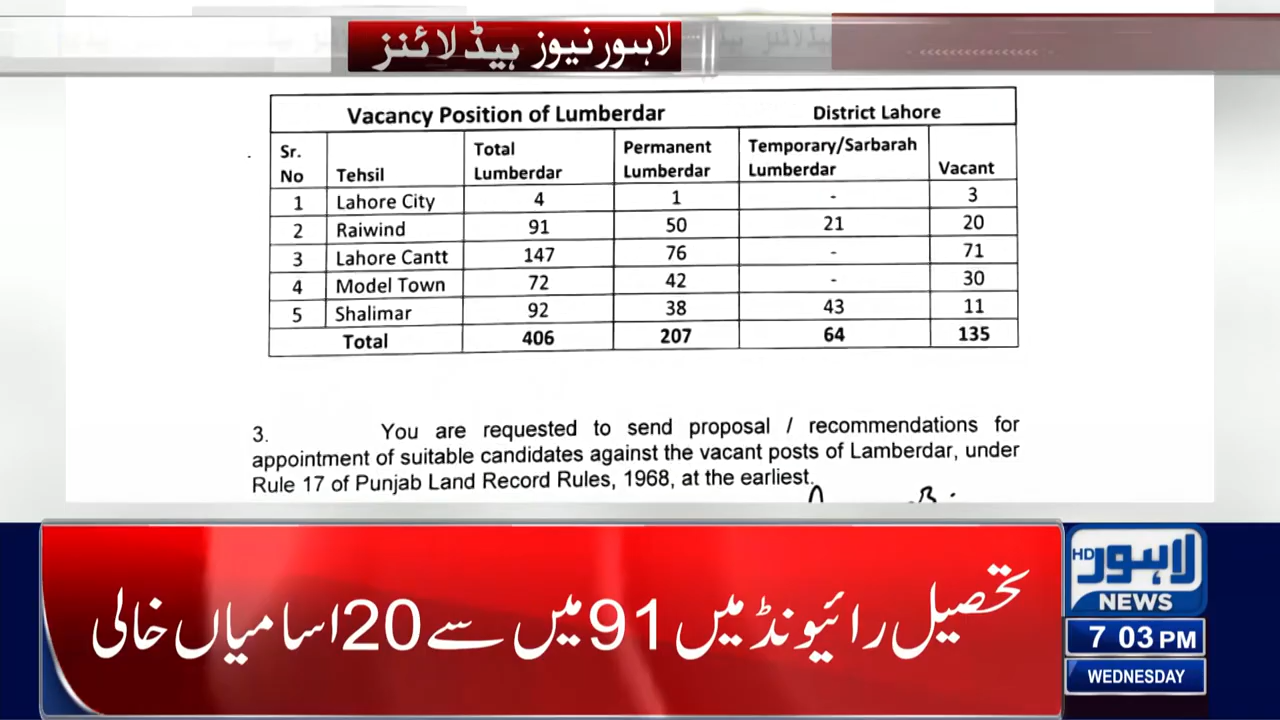 لاہور نیوز ہیڈلائنز
Vacancy Position of Lumberdar District Lahore
Sr. No Tehsil Total Lumberdar Permanent Lumberdar Temporary/Sarbarah Lumberdar Vacant
1 Lahore City 4 1 - 3
2 Raiwind 91 50 21 20
3 Lahore Cantt 147 76 - 71
4 Model Town 72 42 - 30
5 Shalimar 92 38 43 11
Total 406 207 64 135
3. You are requested to send proposal / recommendations for
appointment of suitable candidates against the vacant posts of Lamberdar, under
Rule 17 of Punjab Land Record Rules, 1968, at the earliest.
تحصیل رائیونڈ میں 91 میں سے 20 اسامیاں خالی
HD لاہور
NEWS
7 03 PM
WEDNESDAY